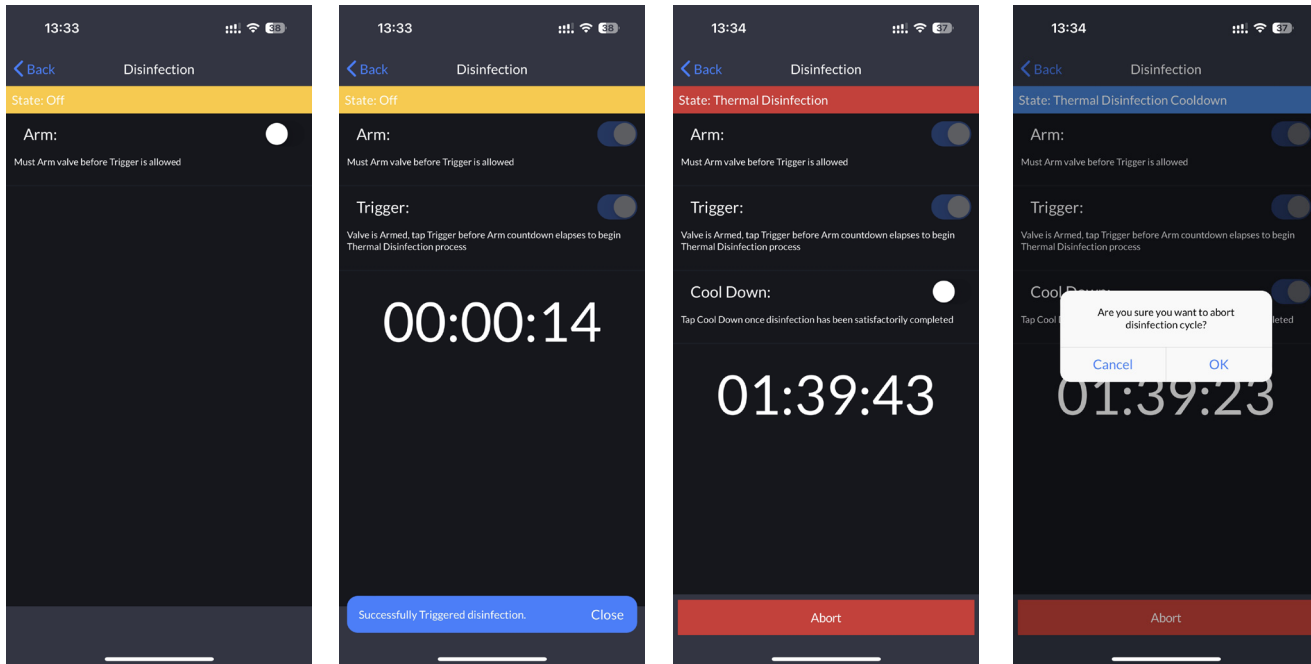 13:33
38
Back
Disinfection
State: Off
Arm:
Must Arm valve before Trigger is allowed
13:33
38
Back
Disinfection
State: Off
Arm:
Must Arm valve before Trigger is allowed
Trigger:
Valve is Armed, tap Trigger before Arm countdown elapses to begin
Thermal Disinfection process
00:00:14
Successfully Triggered disinfection.
Close
13:34
37
Back
Disinfection
State: Thermal Disinfection
Arm:
Must Arm valve before Trigger is allowed
Trigger:
Valve is Armed, tap Trigger before Arm countdown elapses to begin
Thermal Disinfection process
Cool Down:
Tap Cool Down once disinfection has been satisfactorily completed
01:39:43
Abort
13:34
37
Back
Disinfection
State: Thermal Disinfection Cooldown
Arm:
Must Arm valve before Trigger is allowed
Trigger:
Valve is Armed, tap Trigger before Arm countdown elapses to begin
Thermal Disinfection process
Cool
Tap Cool
Are you sure you want to abort
disinfection cycle?
Cancel
OK
01:39:23
Abort